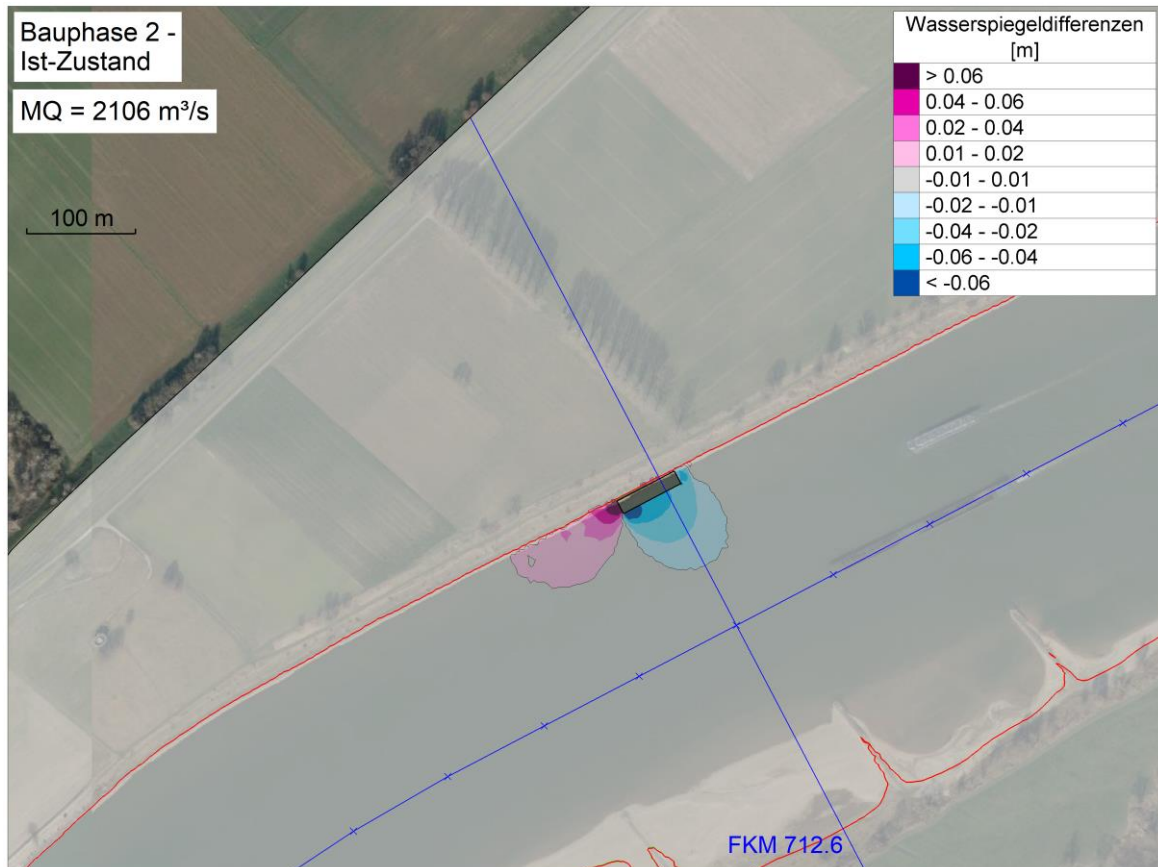 Bauphase 2 -
Ist-Zustand
MQ = 2106 m³/s
100 m
Wasserspiegeldifferenzen
[m]
> 0.06
0.04 - 0.06
0.02 - 0.04
0.01 - 0.02
-0.01 - 0.01
-0.02 - -0.01
-0.04 - -0.02
-0.06 - -0.04
< -0.06
FKM 712.6